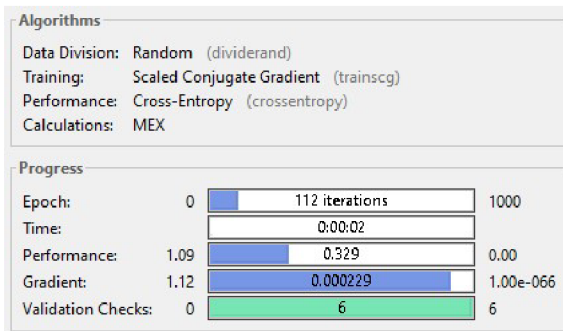 Algorithms
Data Division: Random (dividerand)
Training: Scaled Conjugate Gradient (trainscg)
Performance: Cross-Entropy (crossentropy)
Calculations: MEX
Progress
Epoch: 0 112 iterations 1000
Time: 0:00:02
Performance: 1.09 0.329 0.00
Gradient: 1.12 0.000229 1.00e-066
Validation Checks: 0 6 6